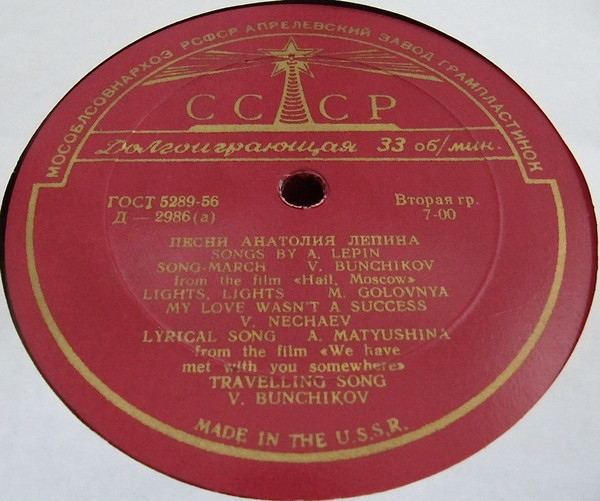 МОСОБЛСОВНАРХОЗ РСФСР АПРЕЛЕВСКИЙ ЗАВОД ГРАМПЛАСТИНОК
СССР
Долгоиграющая 33 об/мин.
ГОСТ 5289-56
Вторая гр.
Д — 2986 (а)
7-00
ПЕСНИ АНАТОЛИЯ ЛЕПИНА
SONGS BY A. LEPIN
SONG-MARCH V. BUNCHIKOV
from the film «Hail, Moscow»
LIGHTS, LIGHTS M. GOLOVNYA
MY LOVE WASN'T A SUCCESS
V. NECHAEV
LYRICAL SONG A. MATYUSHINA
from the film «We have
met with you somewhere»
TRAVELLING SONG
V. BUNCHIKOV
MADE IN THE U.S.S.R.